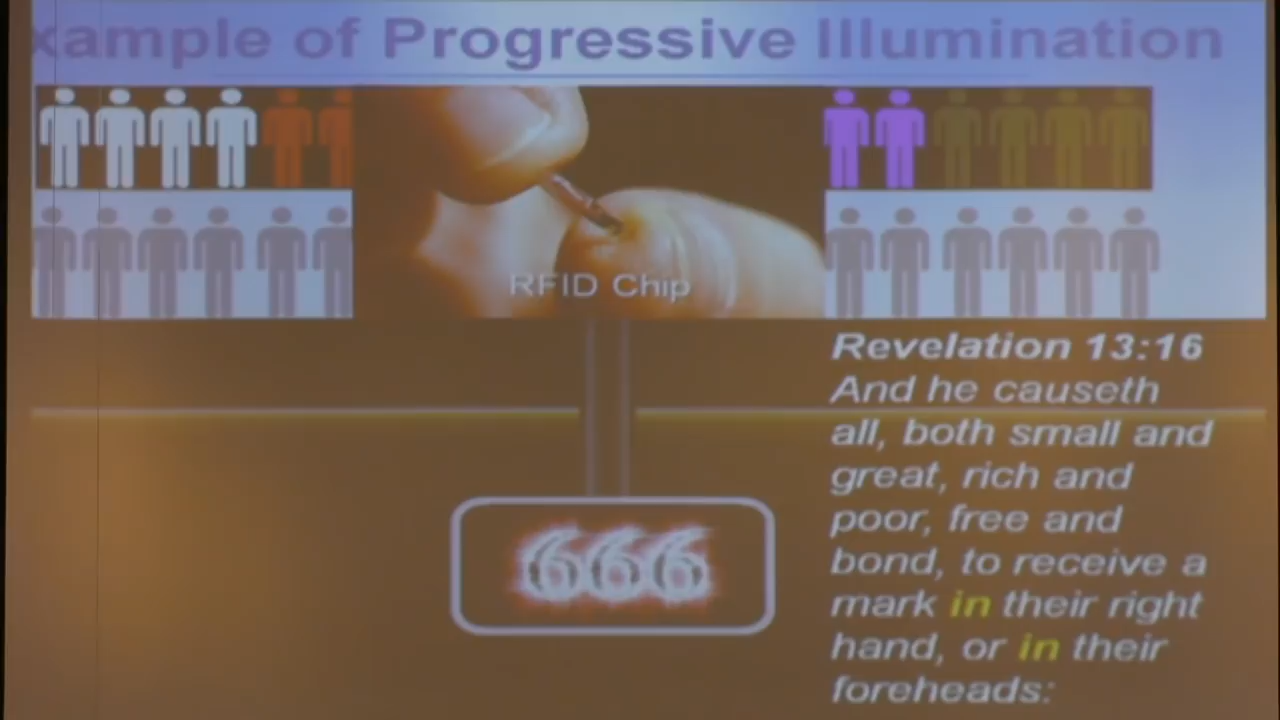 xample of Progressive Illumination
RFID Chip
Revelation 13:16
And he causeth
all, both small and
great, rich and
poor, free and
bond, to receive a
mark in their right
hand, or in their
foreheads:
666